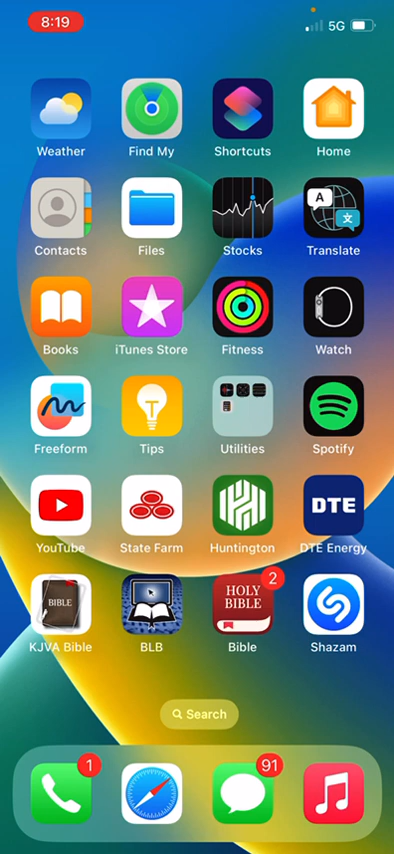 8:19 5G
Weather Find My Shortcuts Home
A 文
Contacts Files Stocks Translate
Books iTunes Store Fitness Watch
T
Freeform Tips Utilities Spotify
DTE
YouTube State Farm Huntington DTE Energy
BIBLE HOLY BIBLE 2
KJVA Bible BLB Bible Shazam
Search
1 91